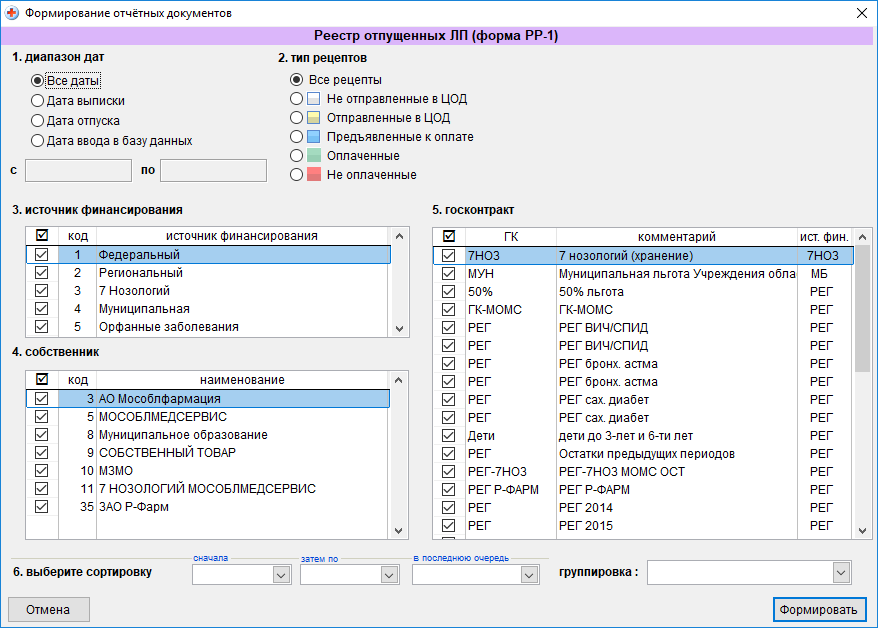 Формирование отчётных документов
Реестр отпущенных ЛП (форма РР-1)
1. диапазон дат
Все даты
Дата выписки
Дата отпуска
Дата ввода в базу данных
с по
2. тип рецептов
Все рецепты
Не отправленные в ЦОД
Отправленные в ЦОД
Предъявленные к оплате
Оплаченные
Не оплаченные
3. источник финансирования
код источник финансирования
1 Федеральный
2 Региональный
3 7 Нозологий
4 Муниципальная
5 Орфанные заболевания
4. собственник
код наименование
3 АО Мособлфармация
5 МОСОБЛМЕДСЕРВИС
8 Муниципальное образование
9 СОБСТВЕННЫЙ ТОВАР
10 МЗМО
11 7 НОЗОЛОГИЙ МОСОБЛМЕДСЕРВИС
35 ЗАО Р-Фарм
5. госконтракт
ГК комментарий ист. фин.
7НОЗ 7 нозологий (хранение) 7НОЗ
МУН Муниципальная льгота Учреждения обла МБ
50% 50% льгота РЕГ
ГК-МОМС ГК-МОМС РЕГ
РЕГ РЕГ ВИЧ/СПИД РЕГ
РЕГ РЕГ ВИЧ/СПИД РЕГ
РЕГ РЕГ бронх. астма РЕГ
РЕГ РЕГ бронх. астма РЕГ
РЕГ РЕГ сах. диабет РЕГ
РЕГ РЕГ сах. диабет РЕГ
Дети дети до 3-лет и 6-ти лет РЕГ
РЕГ Остатки предыдущих периодов РЕГ
РЕГ-7НОЗ РЕГ-7НОЗ МОМС ОСТ РЕГ
РЕГ Р-ФАРМ РЕГ Р-ФАРМ РЕГ
РЕГ РЕГ 2014 РЕГ
РЕГ РЕГ 2015 РЕГ
6. выберите сортировку
сначала
затем по
в последнюю очередь
группировка :
Отмена
Формировать